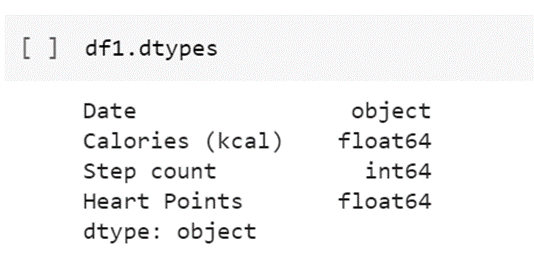 [ ] df1.dtypes
Date object
Calories (kcal) float64
Step count int64
Heart Points float64
dtype: object